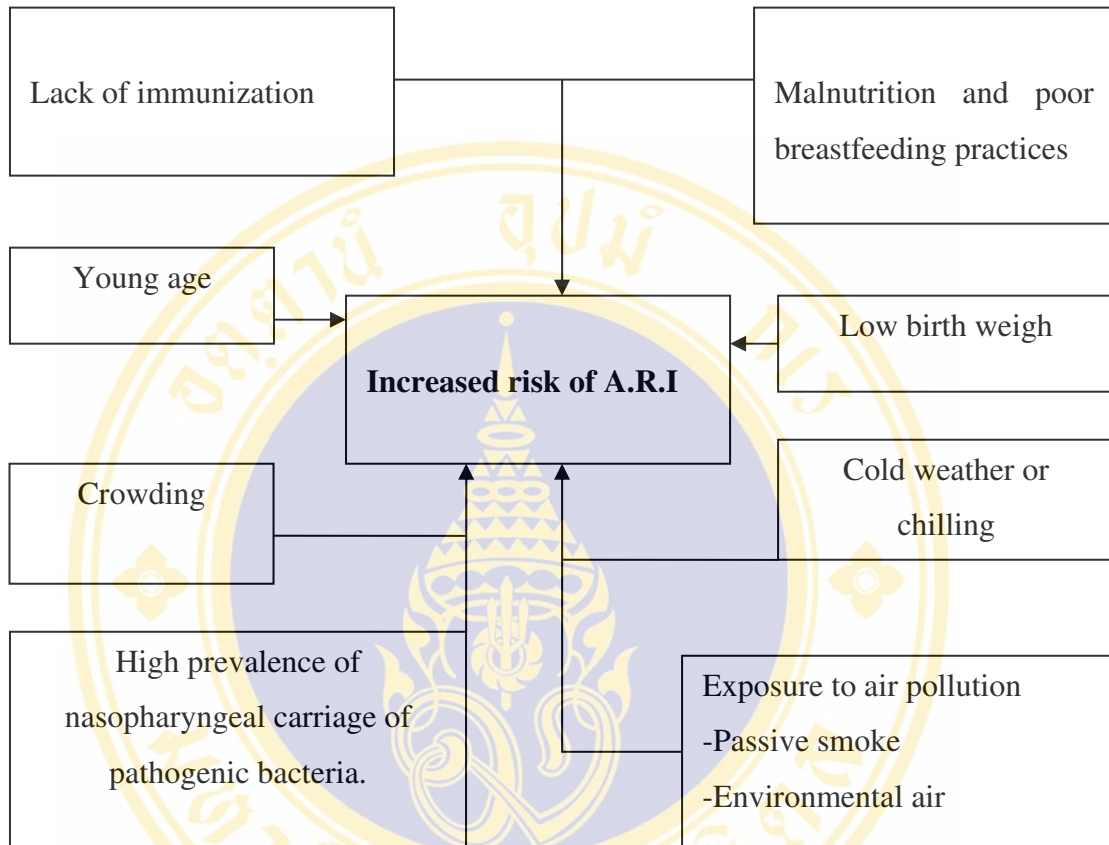 Lack of immunization
Malnutrition and poor
breastfeeding practices
Young age
Increased risk of A.R.I
Low birth weigh
Crowding
Cold weather or
chilling
High prevalence of
nasopharyngeal carriage of
pathogenic bacteria.
Exposure to air pollution
-Passive smoke
-Environmental air